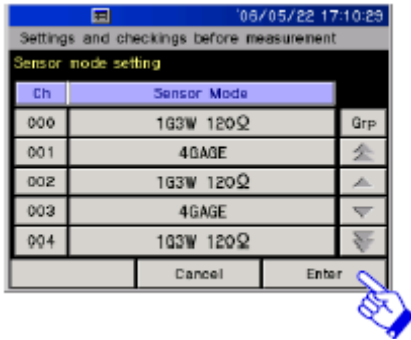 '06/05/22 17:10:29
Settings and checkings before measurement
Sensor mode setting
Ch Sensor Mode
000 1G3W 120Ω Grp
001 4GAGE
002 1G3W 120Ω
003 4GAGE
004 1G3W 120Ω
Cancel Enter